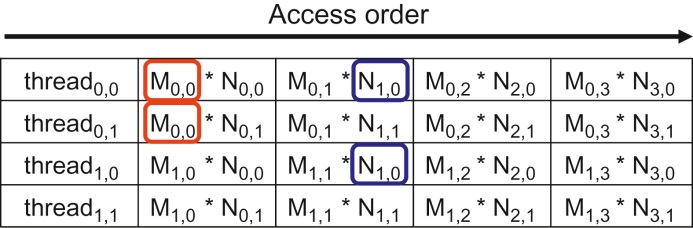 Access order
thread0,0 M0,0 * N0,0 M0,1 * N1,0 M0,2 * N2,0 M0,3 * N3,0
thread0,1 M0,0 * N0,1 M0,1 * N1,1 M0,2 * N2,1 M0,3 * N3,1
thread1,0 M1,0 * N0,0 M1,1 * N1,0 M1,2 * N2,0 M1,3 * N3,0
thread1,1 M1,0 * N0,1 M1,1 * N1,1 M1,2 * N2,1 M1,3 * N3,1